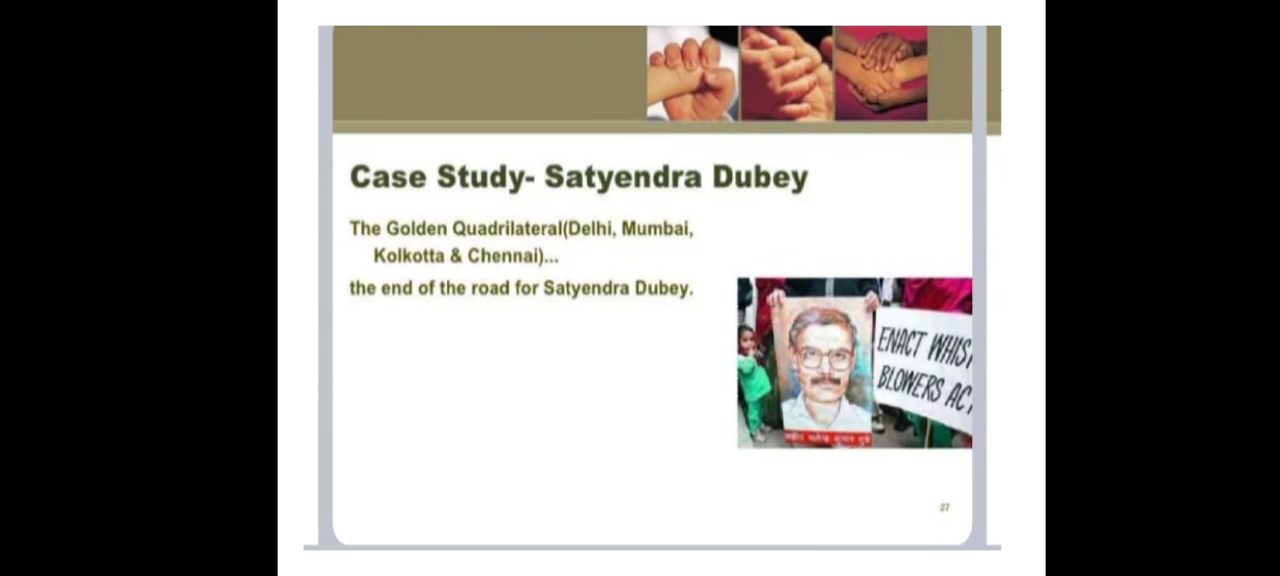 Case Study- Satyendra Dubey
The Golden Quadrilateral(Delhi, Mumbai,
Kolkotta & Chennai)...
the end of the road for Satyendra Dubey.
ENACT WHIS
BLOWERS AC
27